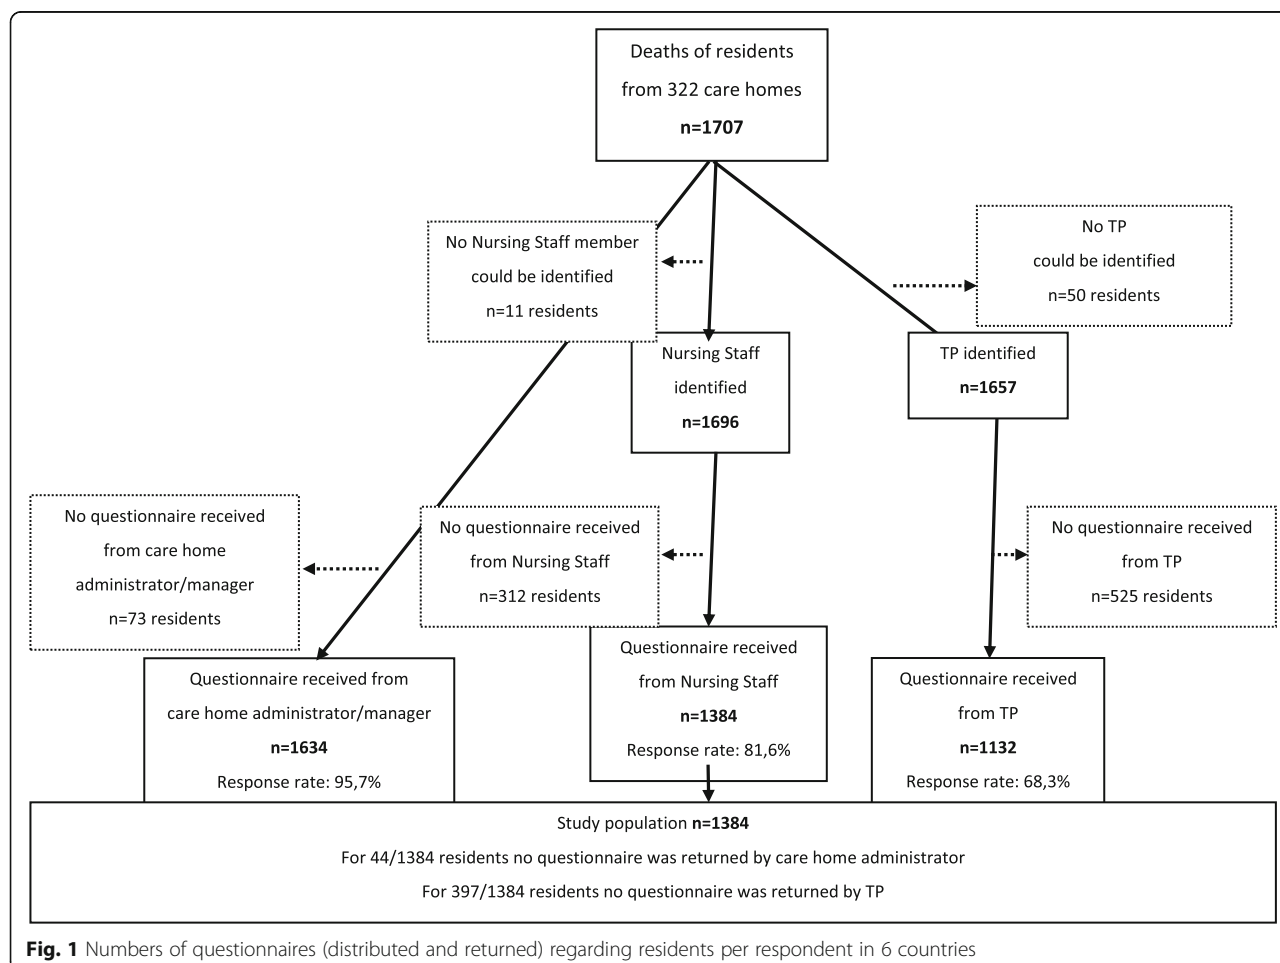 Deaths of residents
from 322 care homes
n=1707
No Nursing Staff member
could be identified
n=11 residents
No TP
could be identified
n=50 residents
Nursing Staff
identified
n=1696
TP identified
n=1657
No questionnaire received
from care home
administrator/manager
n=73 residents
No questionnaire received
from Nursing Staff
n=312 residents
No questionnaire received
from TP
n=525 residents
Questionnaire received from
care home administrator/manager
n=1634
Response rate: 95,7%
Questionnaire received
from Nursing Staff
n=1384
Response rate: 81,6%
Questionnaire received
from TP
n=1132
Response rate: 68,3%
Study population n=1384
For 44/1384 residents no questionnaire was returned by care home administrator
For 397/1384 residents no questionnaire was returned by TP
Fig. 1 Numbers of questionnaires (distributed and returned) regarding residents per respondent in 6 countries